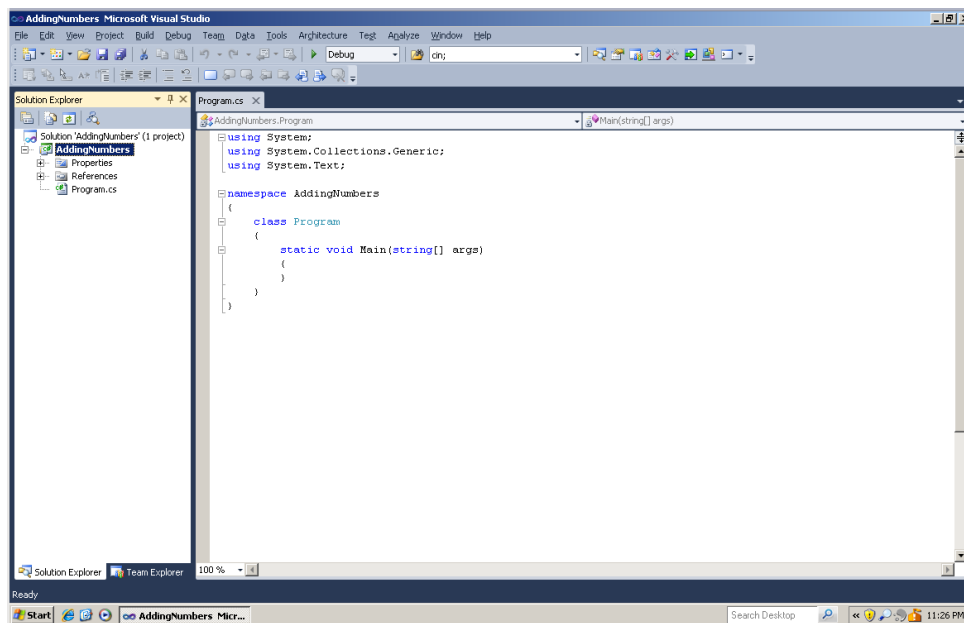 AddingNumbers Microsoft Visual Studio
File Edit View Project Build Debug Team Data Tools Architecture Test Analyze Window Help
Debug cin;
Solution Explorer
Program.cs
AddingNumbers.Program
Main(string[] args)
Solution 'AddingNumbers' (1 project)
AddingNumbers
Properties
References
Program.cs
using System;
using System.Collections.Generic;
using System.Text;
namespace AddingNumbers
{
class Program
{
static void Main(string[] args)
{
}
}
}
Solution Explorer Team Explorer
100 %
Ready
Start AddingNumbers Micr... Search Desktop 11:26 PM